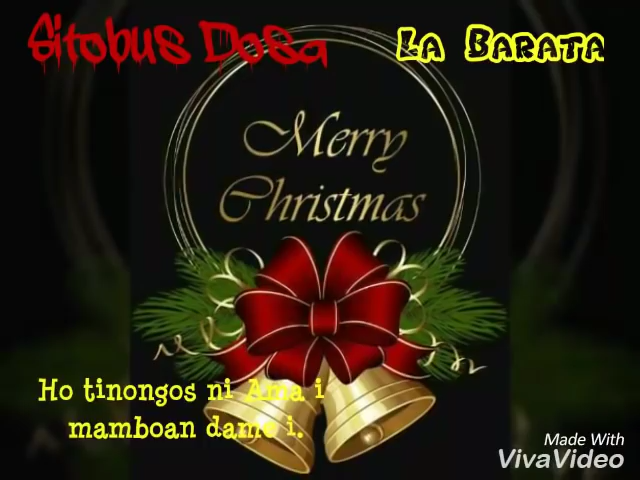 Sitobus Dosa
La Barata
Merry
Christmas
Ho tinongos ni Ama i
mamboan dame i.
Made With
VivaVideo